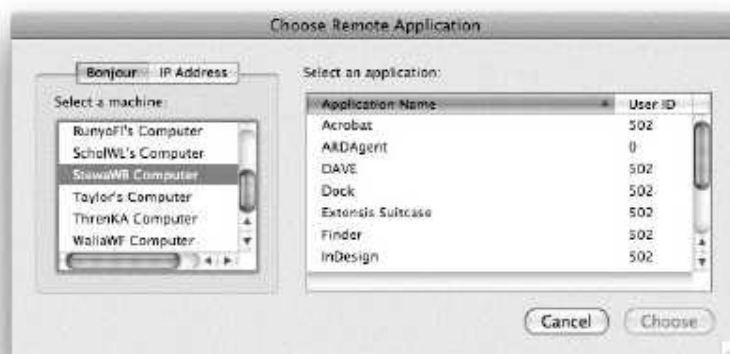 Choose Remote Application
Bonjour IP Address
Select a machine:
RunyoFl's Computer
ScholWL's Computer
StewaWB Computer
Taylor's Computer
ThrenKA Computer
WallaWF Computer
Select an application:
Application Name User ID
Acrobat 502
ARDAgent 0
DAVE 502
Dock 502
Extensis Suitcase 502
Finder 502
InDesign 502
Cancel Choose